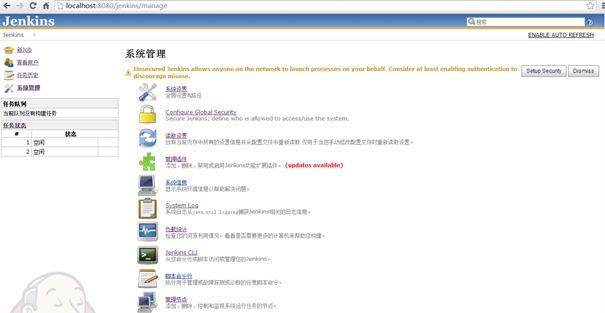 localhost:8080/jenkins/manage
Jenkins
搜索
Jenkins
ENABLE AUTO REFRESH
新Job
查看用户
任务历史
系统管理
任务队列
当前队列没有构建任务
任务状态
# 状态
1 空闲
2 空闲
系统管理
Unsecured Jenkins allows anyone on the network to launch processes on your behalf. Consider at least enabling authentication to
discourage misuse.
Setup Security
Dismiss
系统设置
全局设置&路径
Configure Global Security
Secure Jenkins; define who is allowed to access/use the system.
读取设置
放弃当前内存中所有的设置信息并从配置文件中重新读取 仅用于当您手动修改配置文件时重新读取设置。
管理插件
添加、删除、禁用或启用Jenkins功能扩展插件。 (updates available)
系统信息
显示系统环境信息以帮助解决问题。
System Log
系统日志从java.util.logging捕获Jenkins相关的日志信息。
负载统计
检查您的资源利用情况，看看是否需要更多的计算机来帮助您构建。
Jenkins CLI
从您命令行或脚本访问或管理您的Jenkins。
脚本命令行
执行用于管理或故障探测或诊断的任意脚本命令。
管理节点
添加、删除、控制和监视系统运行任务的节点。